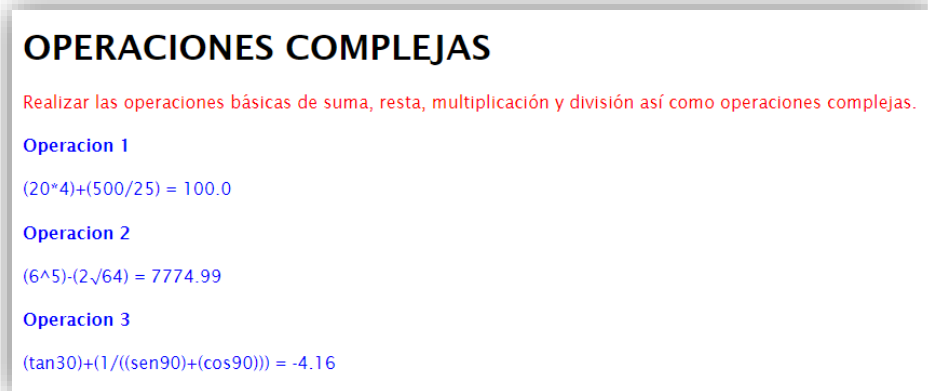 OPERACIONES COMPLEJAS
Realizar las operaciones básicas de suma, resta, multiplicación y división así como operaciones complejas.
Operacion 1
(20*4)+(500/25) = 100.0
Operacion 2
(6^5)-(2√64) = 7774.99
Operacion 3
(tan30)+(1/((sen90)+(cos90))) = -4.16